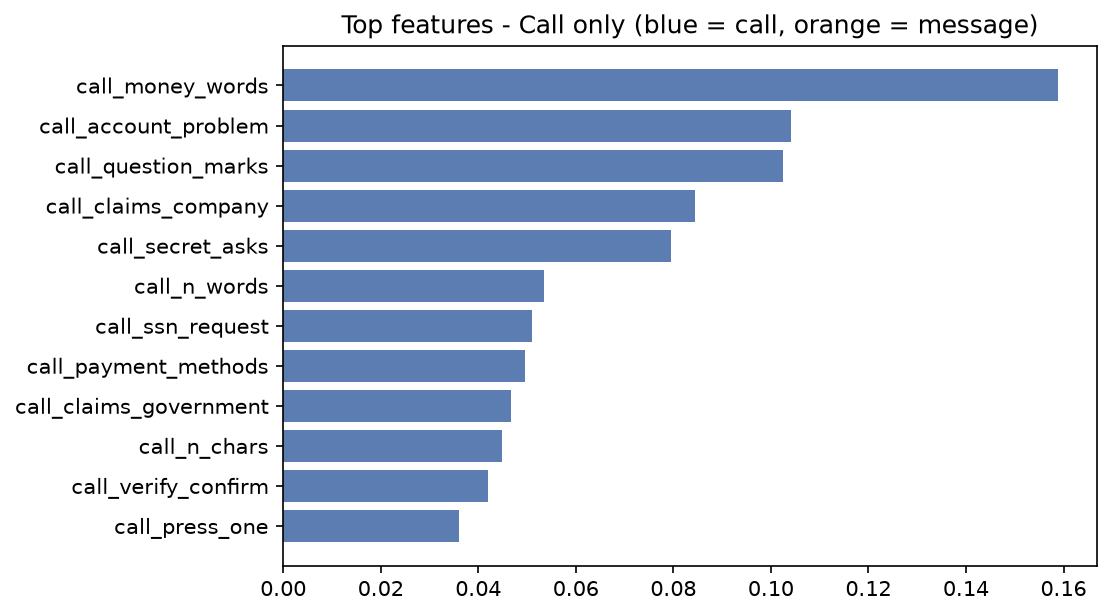 Top features - Call only (blue = call, orange = message)
call_money_words
call_account_problem
call_question_marks
call_claims_company
call_secret_asks
call_n_words
call_ssn_request
call_payment_methods
call_claims_government
call_n_chars
call_verify_confirm
call_press_one
0.00 0.02 0.04 0.06 0.08 0.10 0.12 0.14 0.16